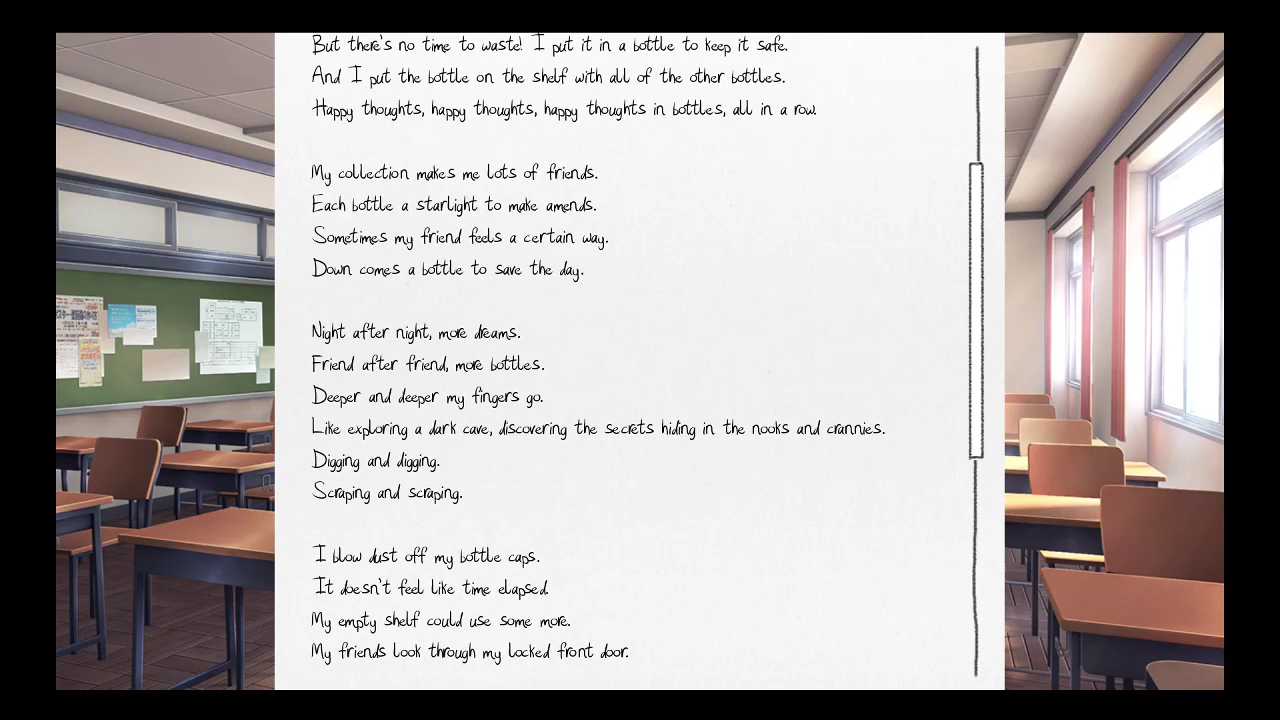 But there's no time to waste! I put it in a bottle to keep it safe.
And I put the bottle on the shelf with all of the other bottles.
Happy thoughts, happy thoughts, happy thoughts in bottles, all in a row.
My collection makes me lots of friends.
Each bottle a starlight to make amends.
Sometimes my friend feels a certain way.
Down comes a bottle to save the day.
Night after night, more dreams.
Friend after friend, more bottles.
Deeper and deeper my fingers go.
Like exploring a dark cave, discovering the secrets hiding in the nooks and crannies.
Digging and digging.
Scraping and scraping.
I blow dust off my bottle caps.
It doesn't feel like time elapsed.
My empty shelf could use some more.
My friends look through my locked front door.